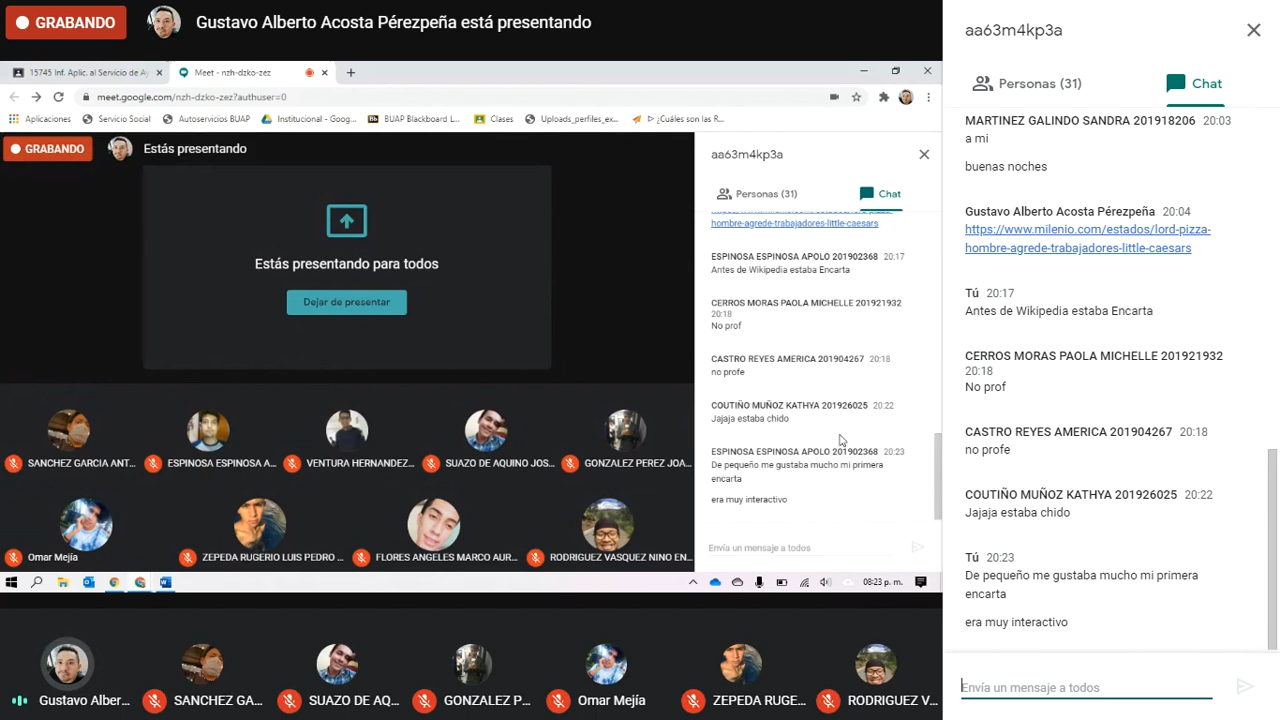 GRABANDO
Gustavo Alberto Acosta Pérezpeña está presentando
15745 Inf. Aplic. al Servicio de Ay
Meet - nzh-dzko-zez
meet.google.com/nzh-dzko-zez?authuser=0
Aplicaciones
Servicio Social
Autoservicios BUAP
Institucional - Goog...
BUAP Blackboard L...
Clases
Uploads_perfiles_ex...
▷ ¿Cuáles son las R...
GRABANDO
Estás presentando
Estás presentando para todos
Dejar de presentar
aa63m4kp3a
Personas (31)
Chat
hombre-agrede-trabajadores-little-caesars
ESPINOSA ESPINOSA APOLO 201902368 20:17
Antes de Wikipedia estaba Encarta
CERROS MORAS PAOLA MICHELLE 201921932
20:18
No prof
CASTRO REYES AMERICA 201904267 20:18
no profe
COUTIÑO MUÑOZ KATHYA 201926025 20:22
Jajaja estaba chido
ESPINOSA ESPINOSA APOLO 201902368 20:23
De pequeño me gustaba mucho mi primera
encarta
era muy interactivo
Envía un mensaje a todos
SANCHEZ GARCIA ANT...
ESPINOSA ESPINOSA A...
VENTURA HERNANDEZ...
SUAZO DE AQUINO JOS...
GONZALEZ PEREZ JOA...
Omar Mejía
ZEPEDA RUGERIO LUIS PEDRO ...
FLORES ANGELES MARCO AUR...
RODRIGUEZ VASQUEZ NINO EN...
08:23 p. m.
Gustavo Alber...
SANCHEZ GA...
SUAZO DE AQ...
GONZALEZ P...
Omar Mejía
ZEPEDA RUGE...
RODRIGUEZ V...
aa63m4kp3a
Personas (31)
Chat
MARTINEZ GALINDO SANDRA 201918206 20:03
a mi
buenas noches
Gustavo Alberto Acosta Pérezpeña 20:04
https://www.milenio.com/estados/lord-pizza-
hombre-agrede-trabajadores-little-caesars
Tú 20:17
Antes de Wikipedia estaba Encarta
CERROS MORAS PAOLA MICHELLE 201921932
20:18
No prof
CASTRO REYES AMERICA 201904267 20:18
no profe
COUTIÑO MUÑOZ KATHYA 201926025 20:22
Jajaja estaba chido
Tú 20:23
De pequeño me gustaba mucho mi primera
encarta
era muy interactivo
Envía un mensaje a todos